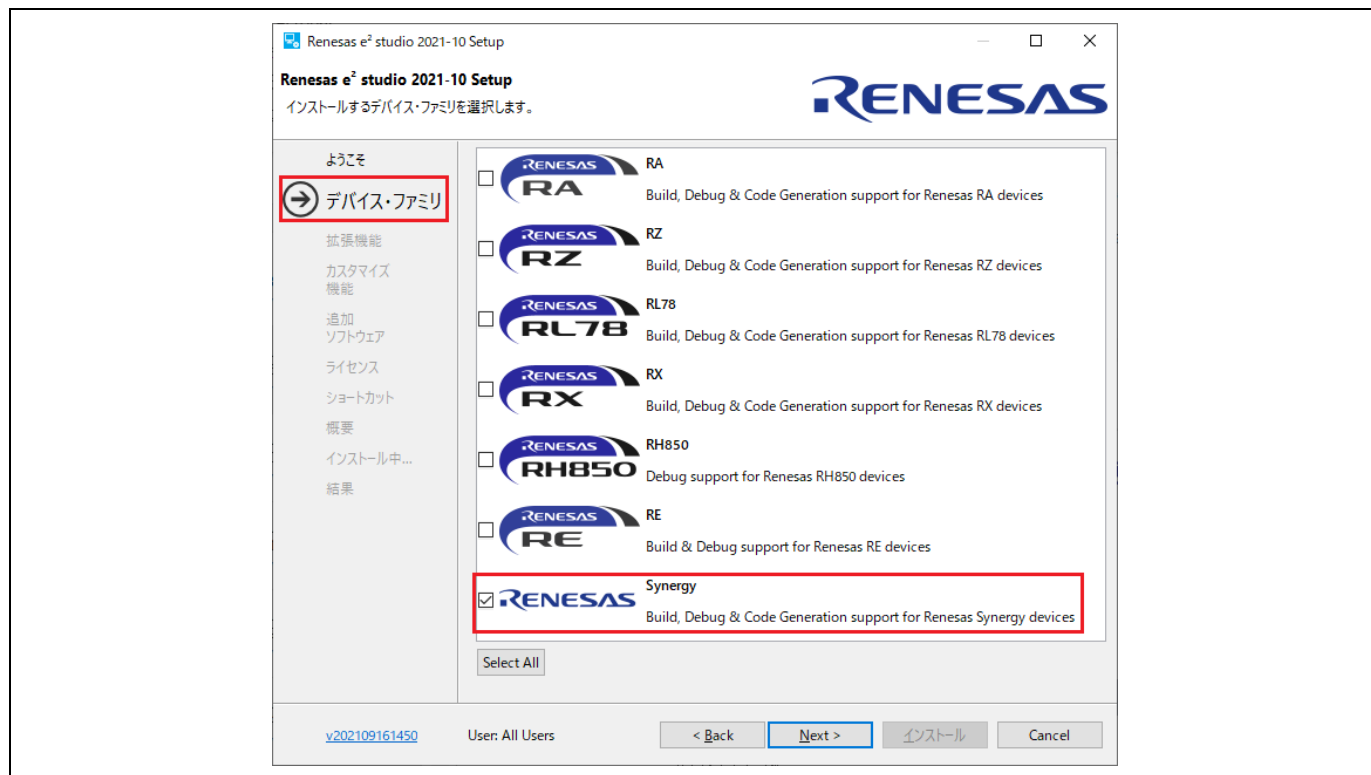 Renesas e² studio 2021-10 Setup
Renesas e² studio 2021-10 Setup
インストールするデバイス・ファミリを選択します。
RENESAS
ようこそ
デバイス・ファミリ
拡張機能
カスタマイズ
機能
追加
ソフトウェア
ライセンス
ショートカット
概要
インストール中...
結果
RENESAS
RA
RA
Build, Debug & Code Generation support for Renesas RA devices
RENESAS
RZ
RZ
Build, Debug & Code Generation support for Renesas RZ devices
RENESAS
RL78
RL78
Build, Debug & Code Generation support for Renesas RL78 devices
RENESAS
RX
RX
Build, Debug & Code Generation support for Renesas RX devices
RENESAS
RH850
RH850
Debug support for Renesas RH850 devices
RENESAS
RE
RE
Build & Debug support for Renesas RE devices
RENESAS
Synergy
Build, Debug & Code Generation support for Renesas Synergy devices
Select All
v202109161450
User: All Users
< Back
Next >
インストール
Cancel